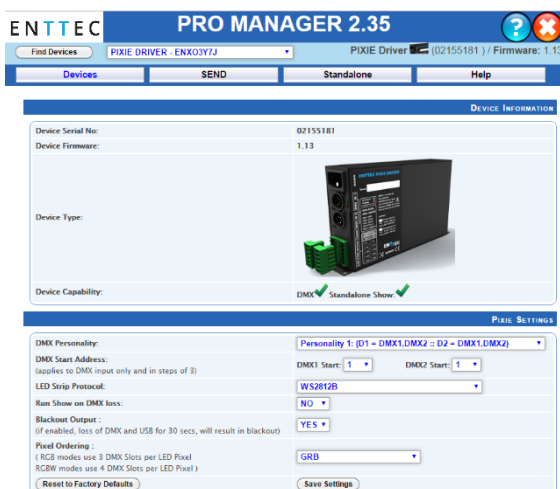 ENTTEC PRO MANAGER 2.35
Find Devices PIXIE DRIVER - ENXO3Y7J PIXIE Driver (02155181 ) / Firmware: 1.13
Devices SEND Standalone Help
DEVICE INFORMATION
Device Serial No: 02155181
Device Firmware: 1.13
Device Type:
Device Capability: DMX Standalone Show:
PIXIE SETTINGS
DMX Personality: Personality 1: (D1 = DMX1,DMX2 :: D2 = DMX1,DMX2)
DMX Start Address:
(applies to DMX input only and in steps of 3) DMX1 Start: 1 DMX2 Start: 1
LED Strip Protocol: WS2812B
Run Show on DMX loss: NO
Blackout Output :
(if enabled, loss of DMX and USB for 30 secs, will result in blackout) YES
Pixel Ordering :
( RGB modes use 3 DMX Slots per LED Pixel
RGBW modes use 4 DMX Slots per LED Pixel ) GRB
Reset to Factory Defaults Save Settings